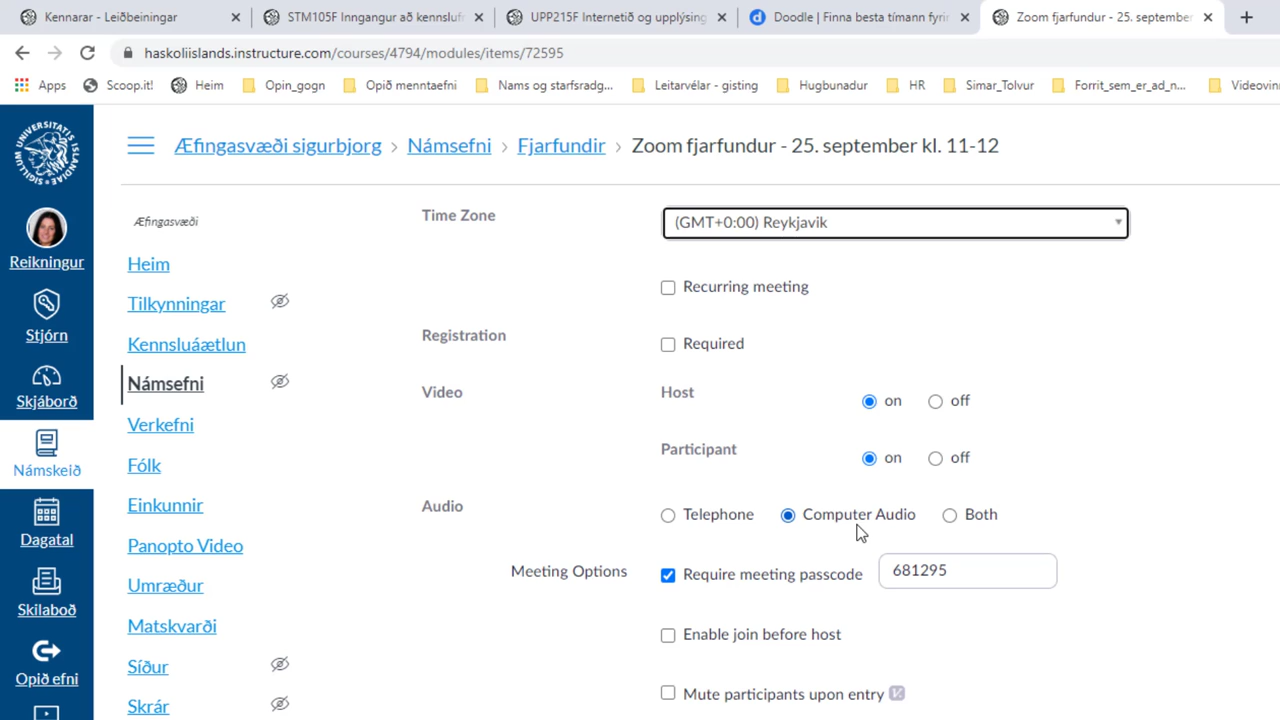 Kennarar - Leiðbeiningar
STM105F Inngangur að kennsluf
UPP215F Internetið og upplýsing
Doodle | Finna besta tímann fyrir
Zoom fjarfundur - 25. september
haskoliislands.instructure.com/courses/4794/modules/items/72595
Apps
Scoop.it!
Heim
Opin_gogn
Opið menntaefni
Nams og starfsradg...
Leitarvélar - gisting
Hugbunadur
HR
Simar_Tolvur
Forrit_sem_er_ad_n...
Videovinn
Æfingasvæði sigurbjorg > Námsefni > Fjarfundir > Zoom fjarfundur - 25. september kl. 11-12
Reikningur
Stjórn
Skjáborð
Námskeið
Dagatal
Skilaboð
Opið efni
Æfingasvæði
Heim
Tilkynningar
Kennsluáætlun
Námsefni
Verkefni
Fólk
Einkunnir
Panopto Video
Umræður
Matskvarði
Síður
Skrár
Time Zone
(GMT+0:00) Reykjavik
Recurring meeting
Registration
Required
Video
Host
on
off
Participant
on
off
Audio
Telephone
Computer Audio
Both
Meeting Options
Require meeting passcode
681295
Enable join before host
Mute participants upon entry